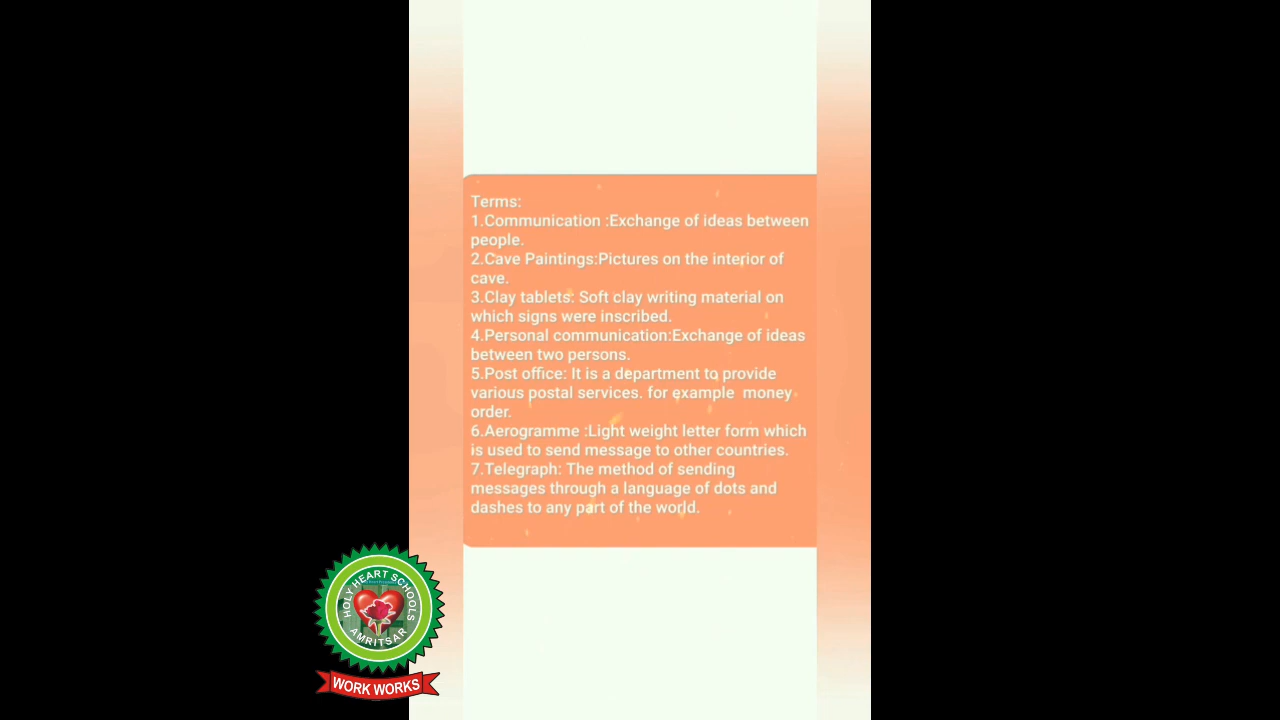 Terms:
1.Communication :Exchange of ideas between
people.
2.Cave Paintings:Pictures on the interior of
cave.
3.Clay tablets: Soft clay writing material on
which signs were inscribed.
4.Personal communication:Exchange of ideas
between two persons.
5.Post office: It is a department to provide
various postal services. for example  money
order.
6.Aerogramme :Light weight letter form which
is used to send message to other countries.
7.Telegraph: The method of sending
messages through a language of dots and
dashes to any part of the world.
HOLY HEART SCHOOLS
AMRITSAR
WORK WORKS